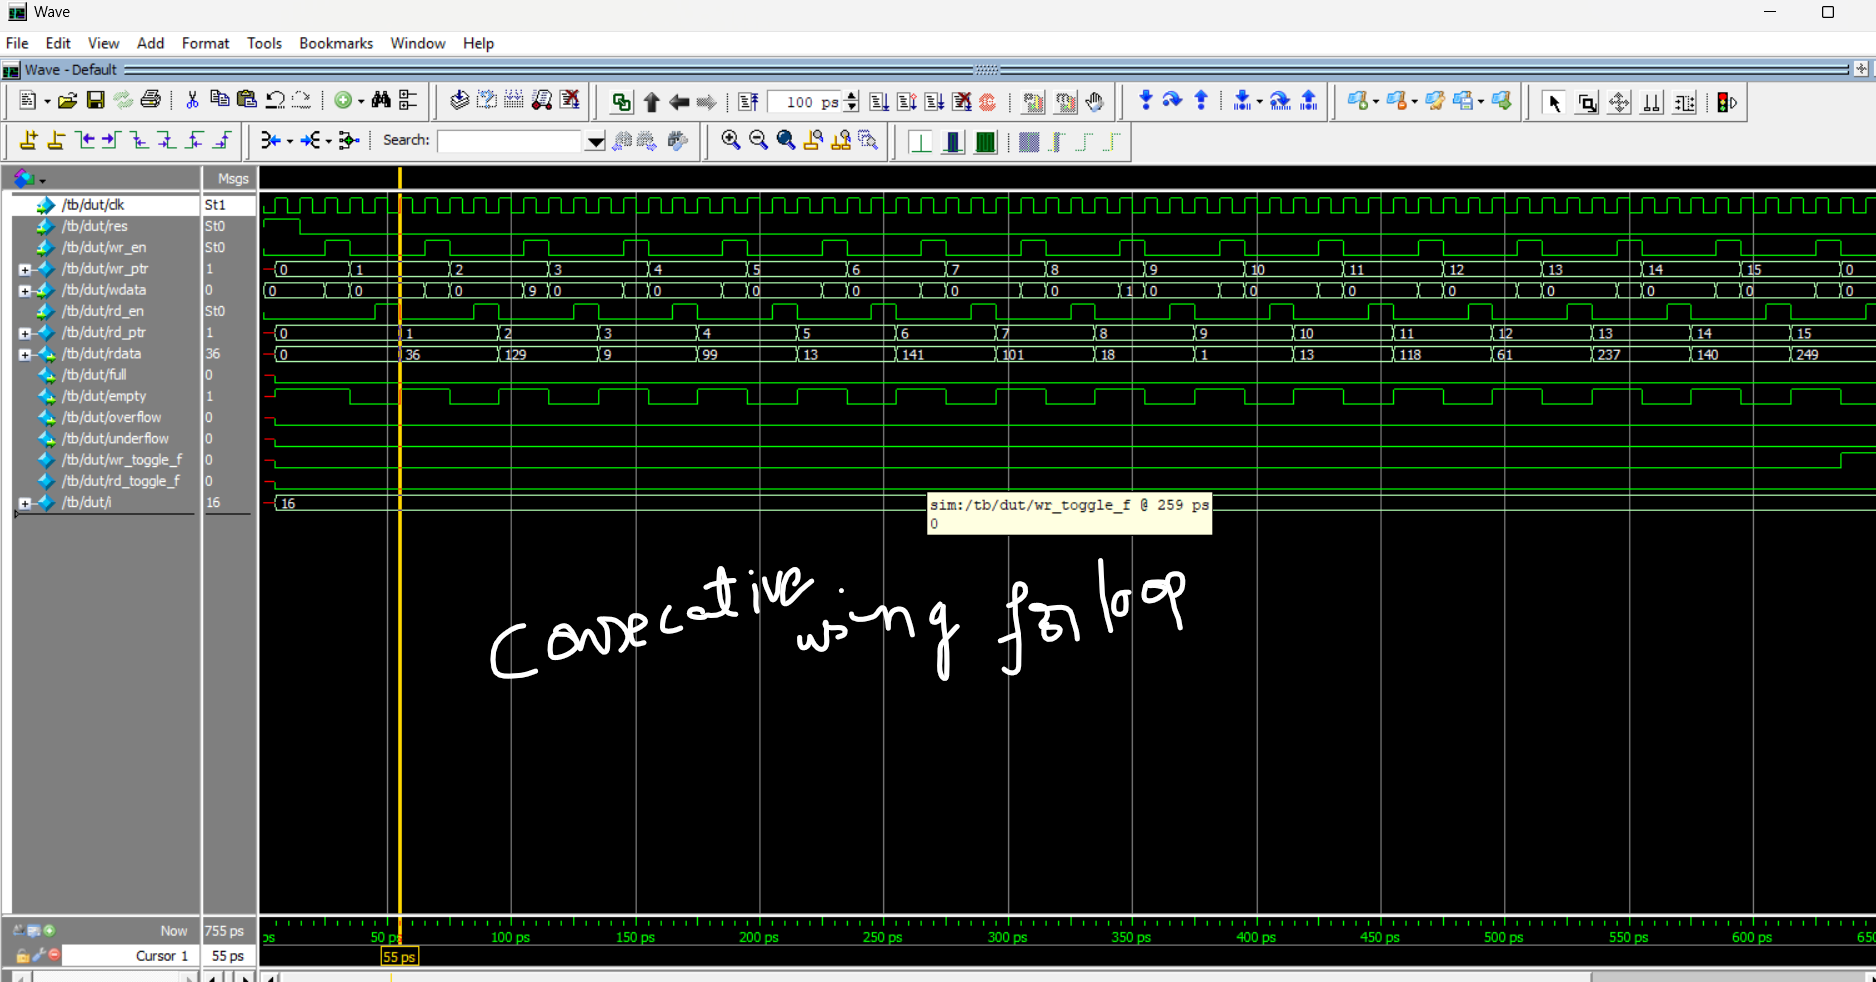 Wave
File Edit View Add Format Tools Bookmarks Window Help
Wave - Default
100 ps
Search:
Msgs
/tb/dut/clk St1
/tb/dut/res St0
/tb/dut/wr_en St0
/tb/dut/wr_ptr 1 0 1 2 3 4 5 6 7 8 9 10 11 12 13 14 15 0
/tb/dut/wdata 0 0 0 0 9 0 0 0 0 0 0 1 0 0 0 0 0 0 0 0
/tb/dut/rd_en St0
/tb/dut/rd_ptr 1 0 1 2 3 4 5 6 7 8 9 10 11 12 13 14 15
/tb/dut/rdata 36 0 36 129 9 99 13 141 101 18 1 13 118 61 237 140 249
/tb/dut/full 0
/tb/dut/empty 1
/tb/dut/overflow 0
/tb/dut/underflow 0
/tb/dut/wr_toggle_f 0
/tb/dut/rd_toggle_f 0
/tb/dut/i 16 16
sim:/tb/dut/wr_toggle_f @ 259 ps
0
Consecative using for loop
Now 755 ps
50 ps 100 ps 150 ps 200 ps 250 ps 300 ps 350 ps 400 ps 450 ps 500 ps 550 ps 600 ps
Cursor 1 55 ps 55 ps